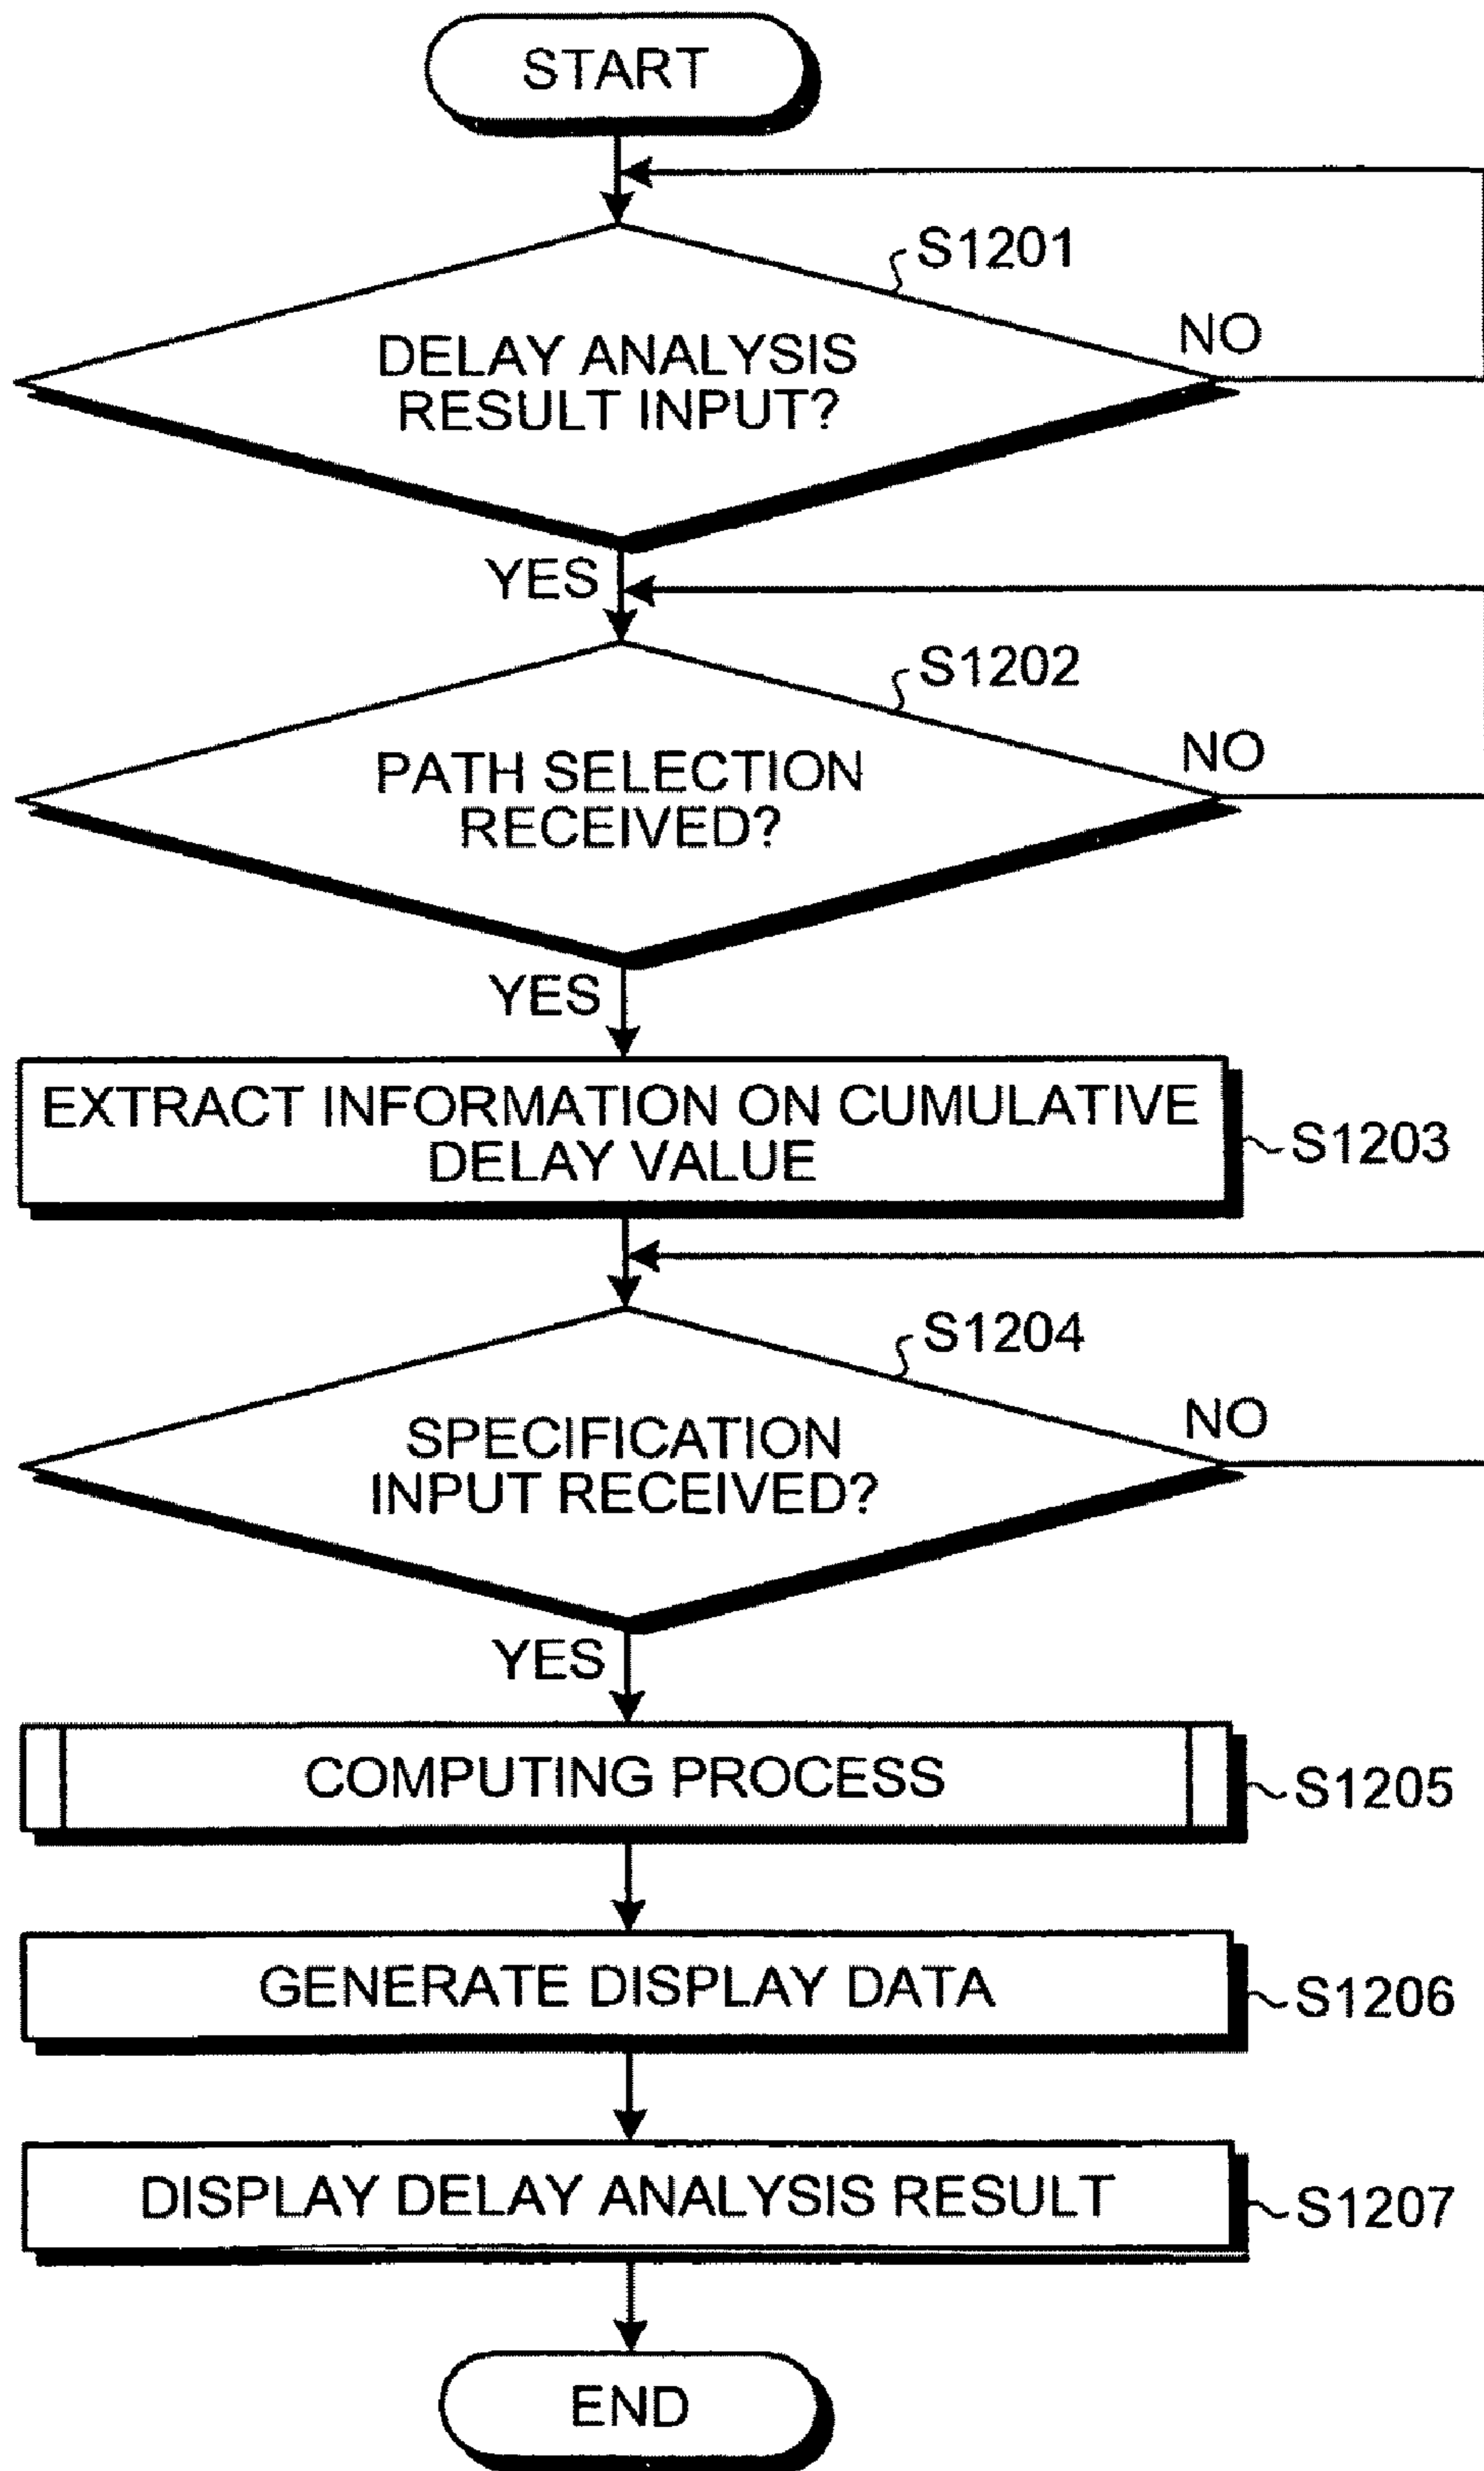 START
S1201
DELAY ANALYSIS
RESULT INPUT?
NO
YES
S1202
PATH SELECTION
RECEIVED?
NO
YES
EXTRACT INFORMATION ON CUMULATIVE
DELAY VALUE
S1203
S1204
SPECIFICATION
INPUT RECEIVED?
NO
YES
COMPUTING PROCESS
S1205
GENERATE DISPLAY DATA
S1206
DISPLAY DELAY ANALYSIS RESULT
S1207
END